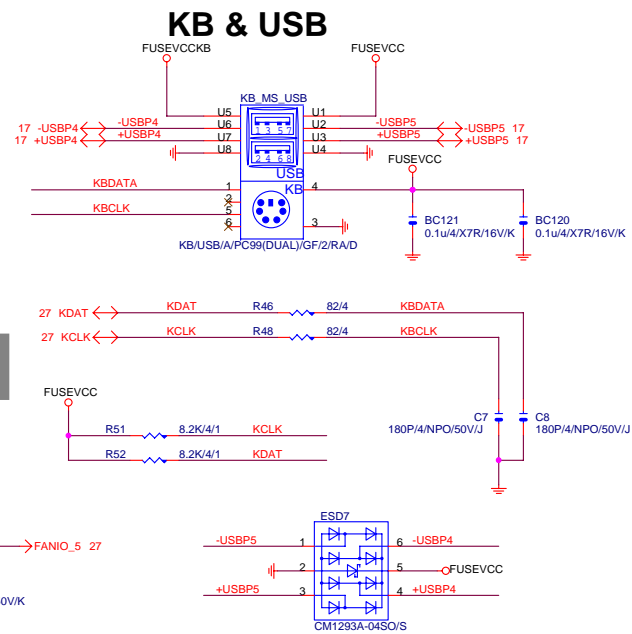 KB & USB
FUSEVCCKB FUSEVCC
KB_MS_USB
U5 U1
17 -USBP4 -USBP4 U6 U2 -USBP5 -USBP5 17
17 +USBP4 +USBP4 U7 U3 +USBP5 +USBP5 17
U8 U4
1 3 5 7
2 4 6 8
USB
FUSEVCC
KBDATA 1 KB 4
2
KBCLK 5
6 3
BC121 BC120
0.1u/4/X7R/16V/K 0.1u/4/X7R/16V/K
KB/USB/A/PC99(DUAL)/GF/2/RA/D
27 KDAT KDAT R46 82/4 KBDATA
27 KCLK KCLK R48 82/4 KBCLK
FUSEVCC
C7 C8
180P/4/NPO/50V/J 180P/4/NPO/50V/J
R51 8.2K/4/1 KCLK
R52 8.2K/4/1 KDAT
ESD7
FANIO_5 27
-USBP5 1 6 -USBP4
2 5 FUSEVCC
+USBP5 3 4 +USBP4
0V/K
CM1293A-04SO/S